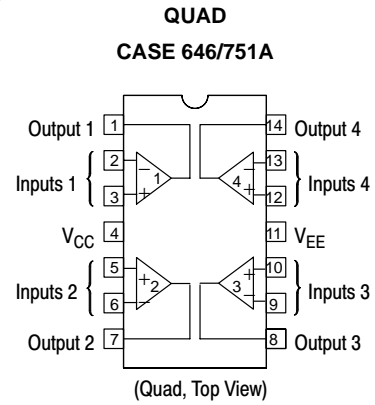 QUAD
CASE 646/751A
Output 1 1 14 Output 4
2 − − 13
Inputs 1 1 4 Inputs 4
3 + + 12
VCC 4 11 VEE
5 + + 10
Inputs 2 2 3 Inputs 3
6 − − 9
Output 2 7 8 Output 3
(Quad, Top View)